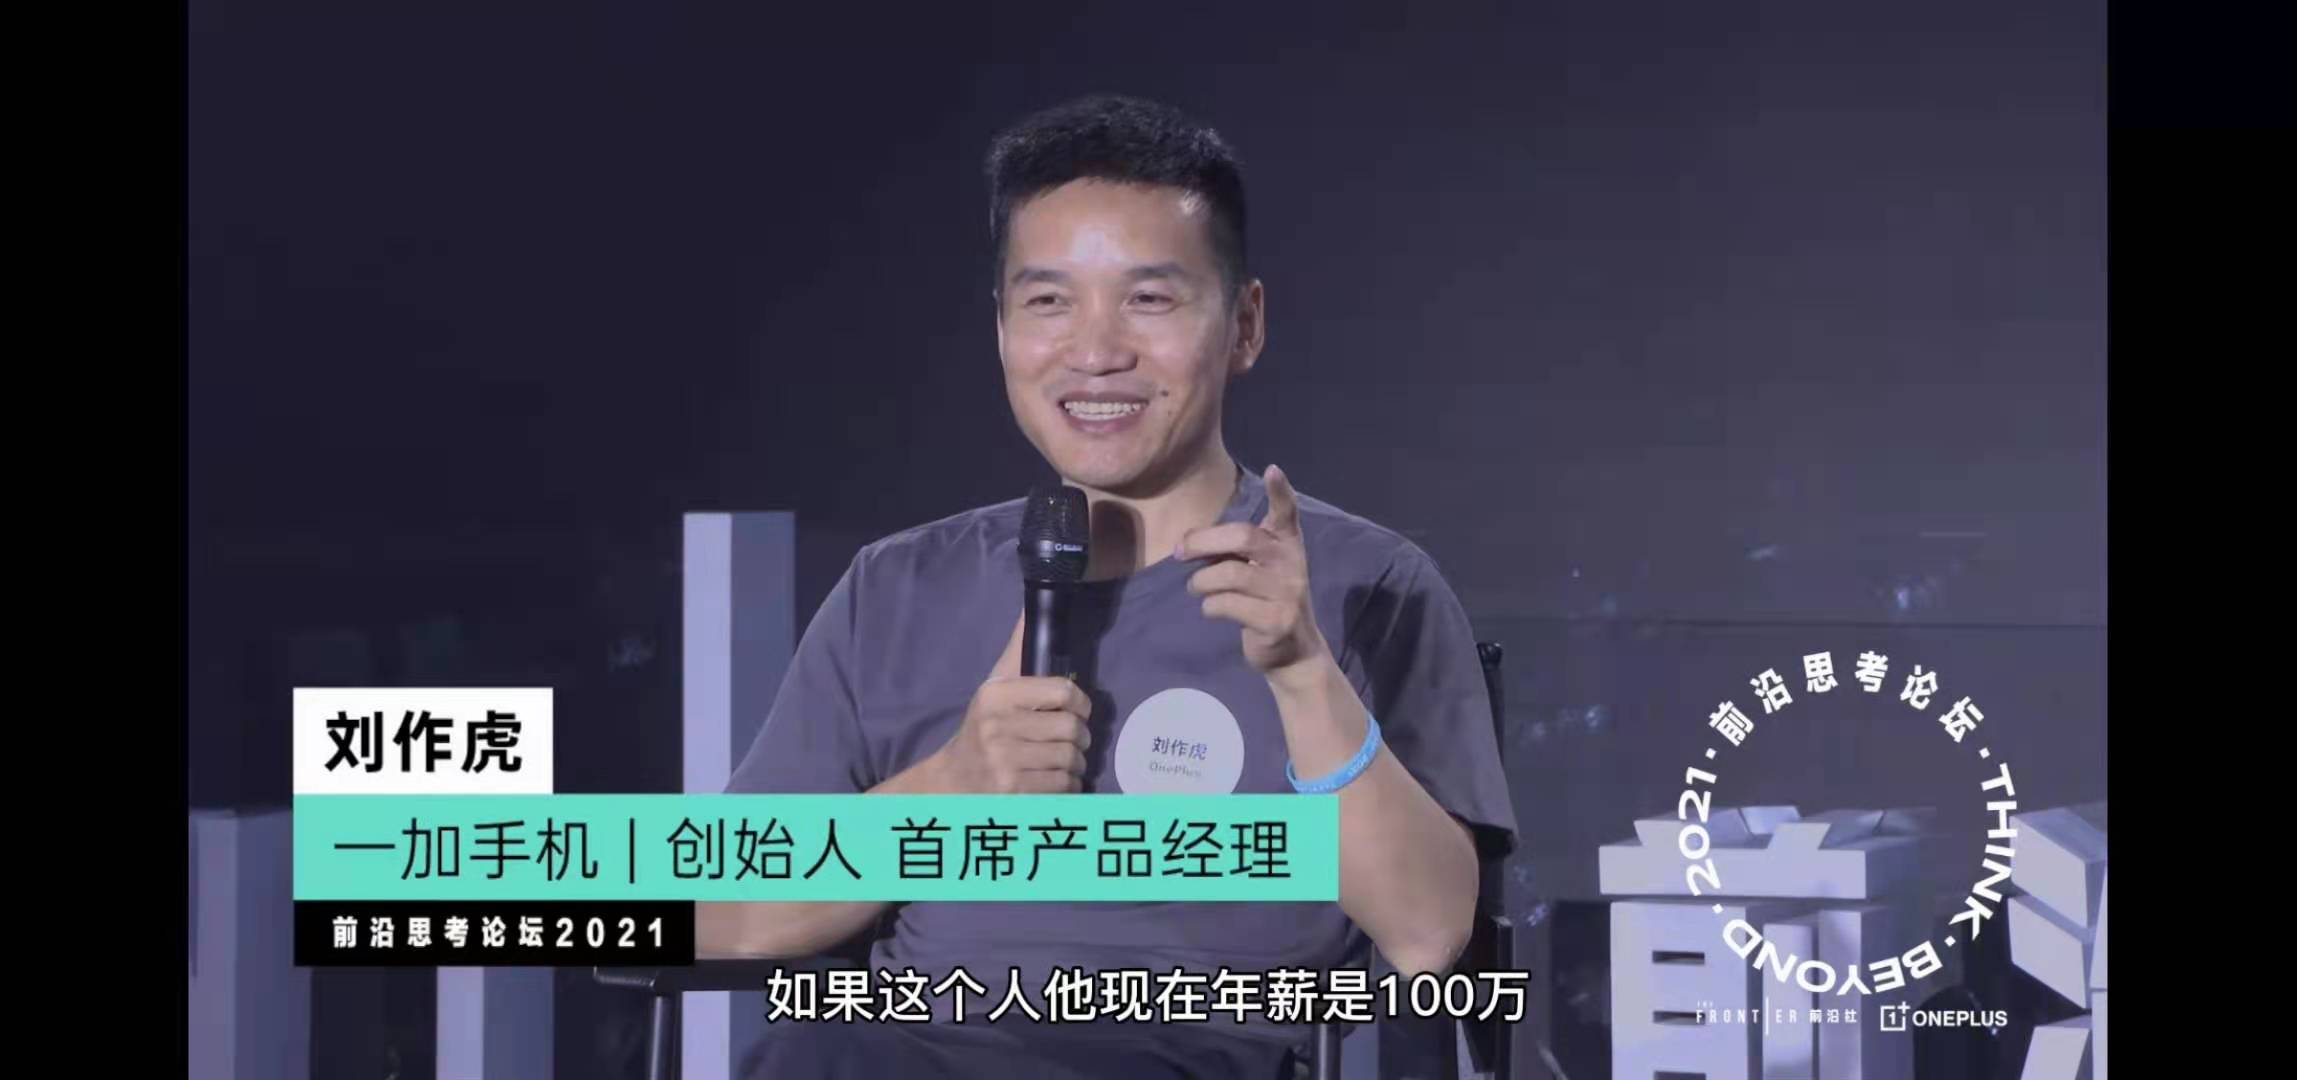 刘作虎
OnePlus
刘作虎
一加手机 | 创始人 首席产品经理
前沿思考论坛2021
如果这个人他现在年薪是100万
2021·前沿思考论坛·THINK·BEYOND·
FRONTIER 前沿社
1+ ONEPLUS